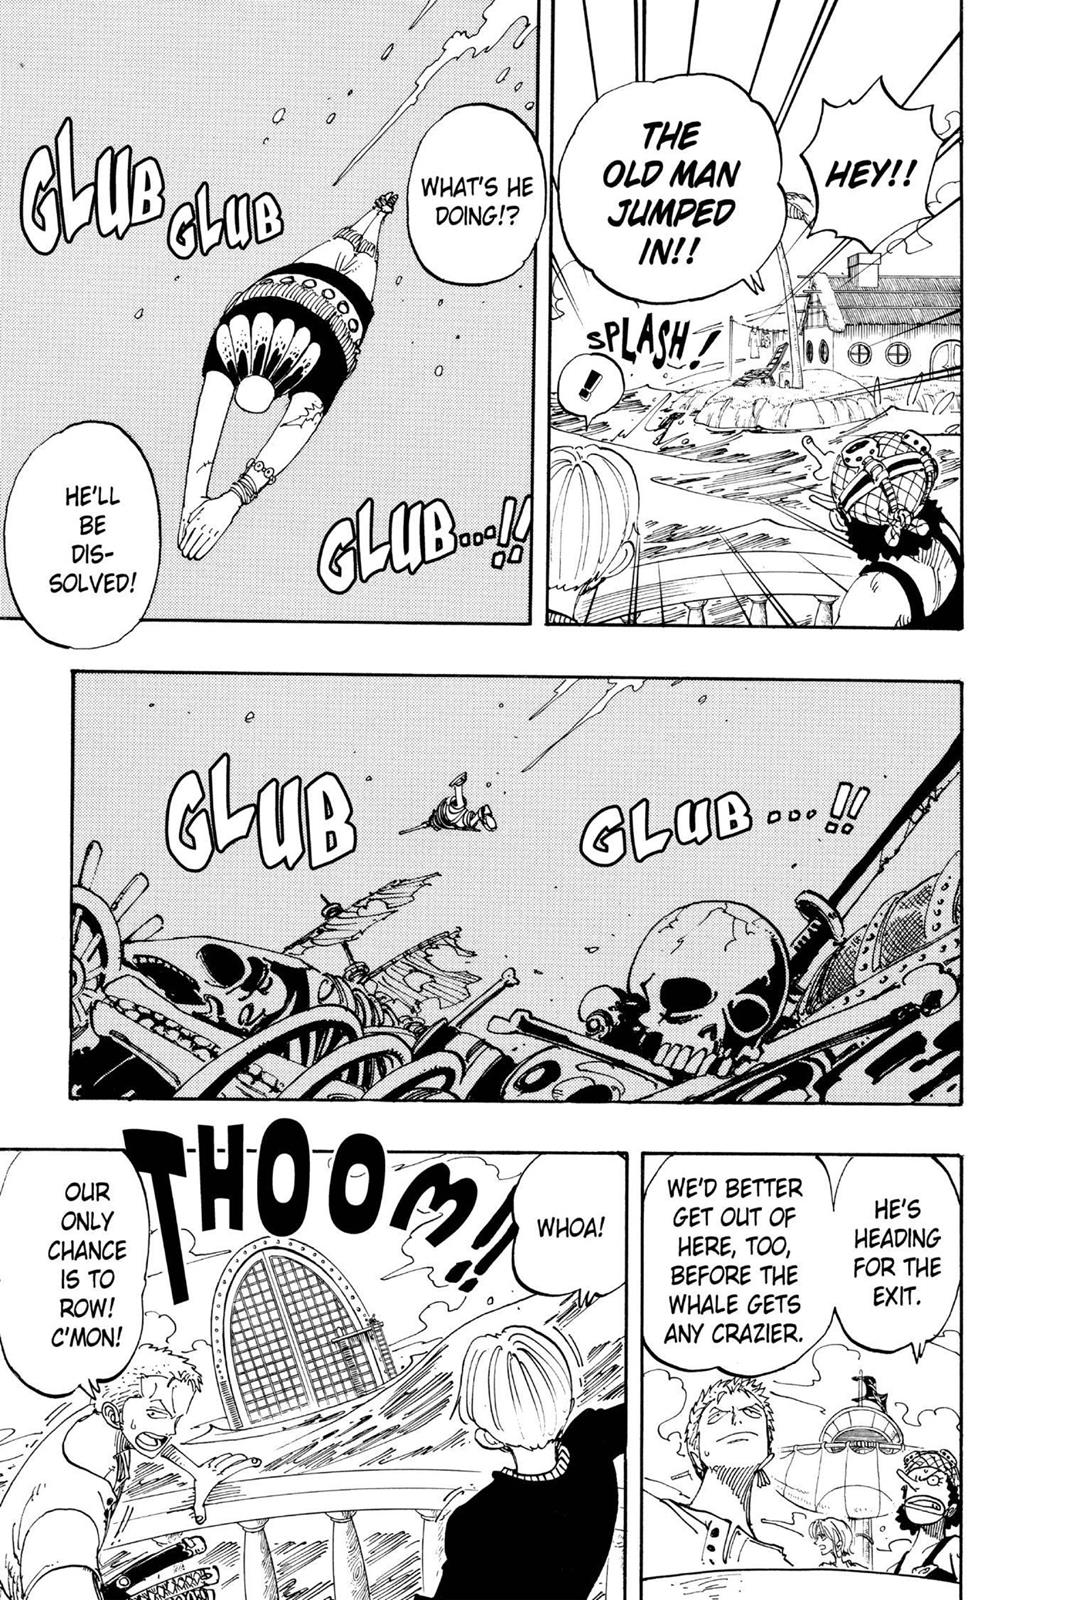 HEY!!
THE
OLD MAN
JUMPED
IN!!
SPLASH!
!!
WHAT'S HE
DOING!?
GLUB
GLUB
GLUB...!!
HE'LL
BE
DIS-
SOLVED!
GLUB
GLUB...!!
HE'S
HEADING
FOR THE
EXIT.
WE'D BETTER
GET OUT OF
HERE, TOO,
BEFORE THE
WHALE GETS
ANY CRAZIER.
WHOA!
THOOM!!
OUR
ONLY
CHANCE
IS TO
ROW!
C'MON!